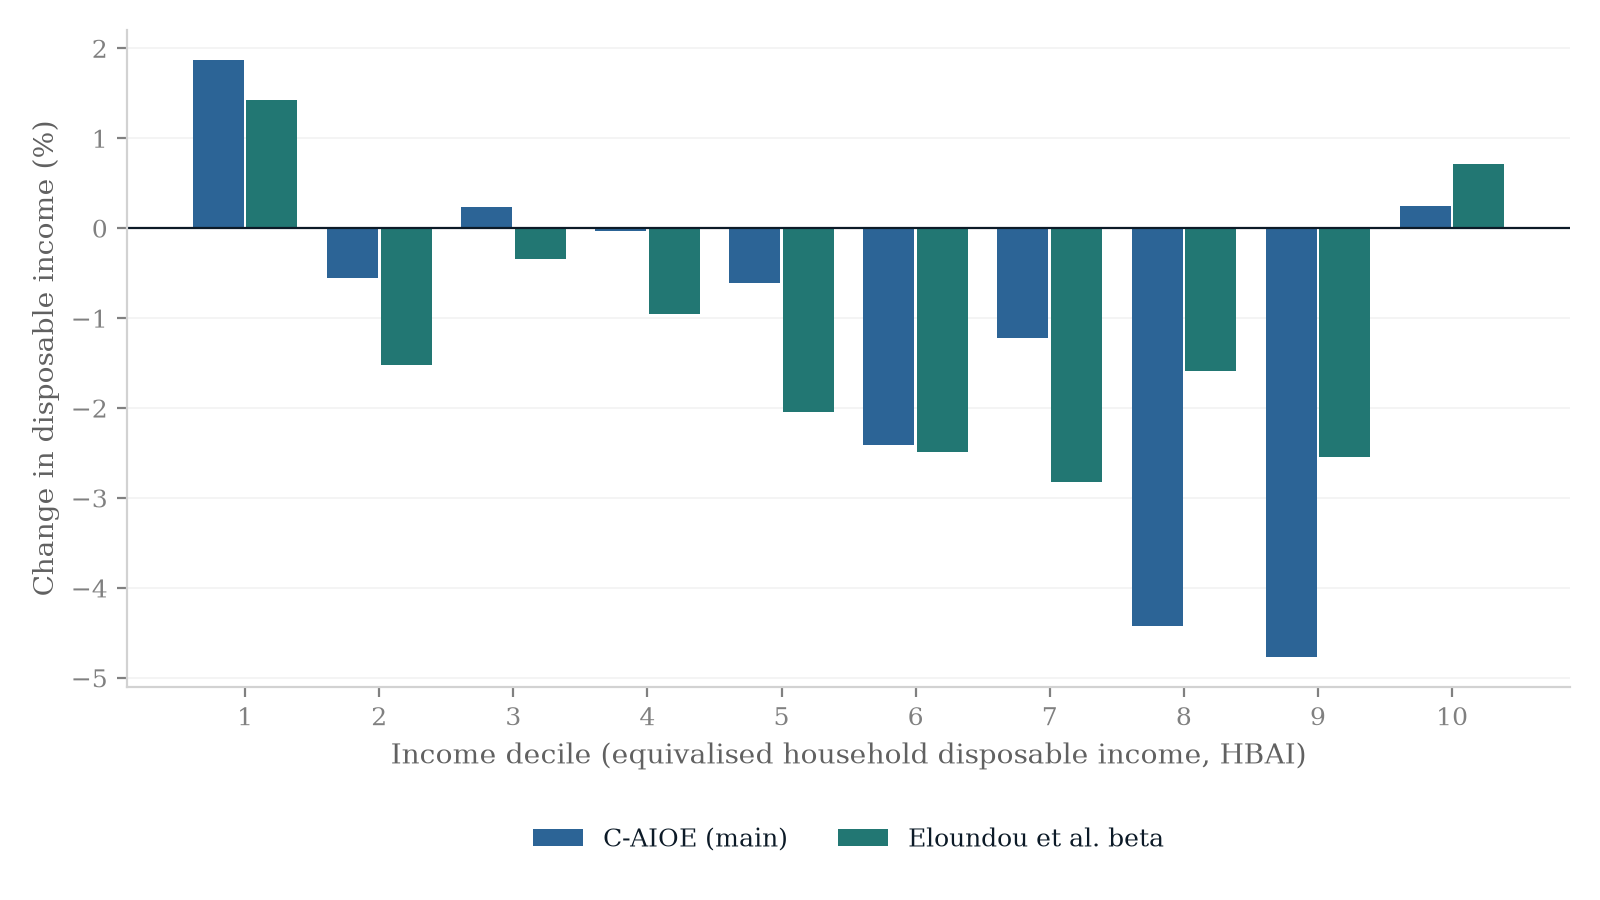 Change in disposable income (%)
2
1
0
−1
−2
−3
−4
−5
1 2 3 4 5 6 7 8 9 10
Income decile (equivalised household disposable income, HBAI)
C-AIOE (main) Eloundou et al. beta